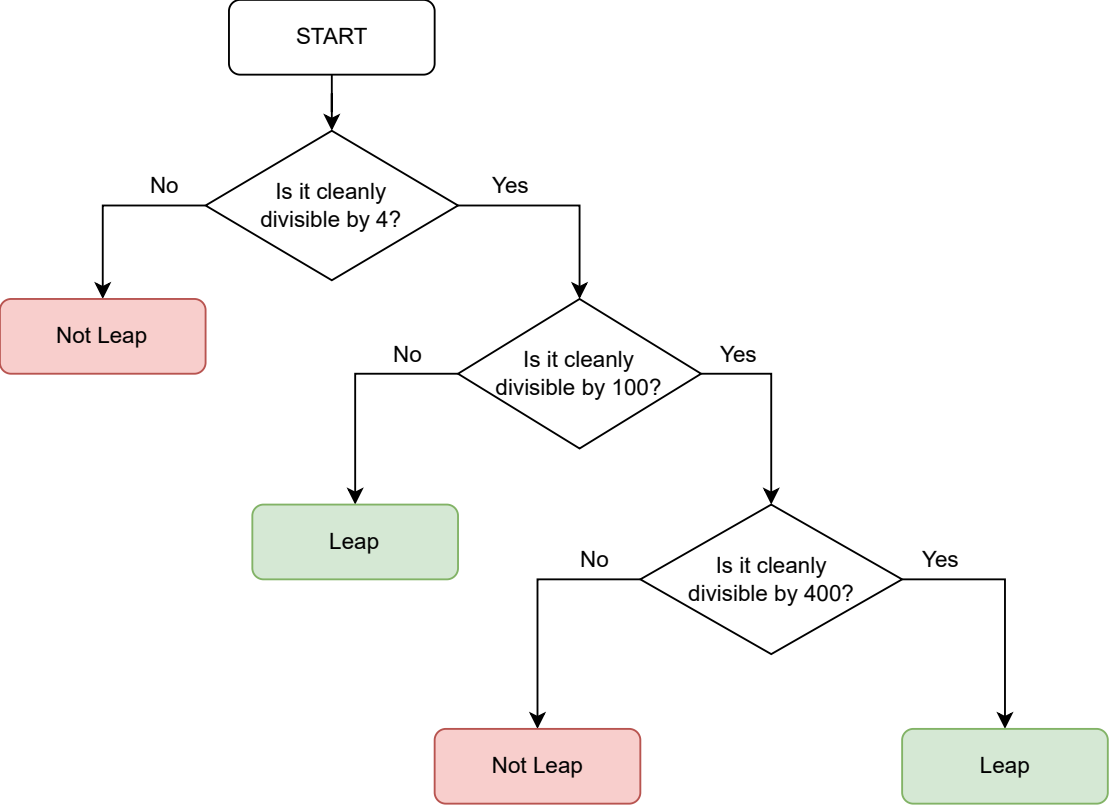 START
No
Yes
Is it cleanly
divisible by 4?
Not Leap
No
Yes
Is it cleanly
divisible by 100?
Leap
No
Yes
Is it cleanly
divisible by 400?
Not Leap
Leap